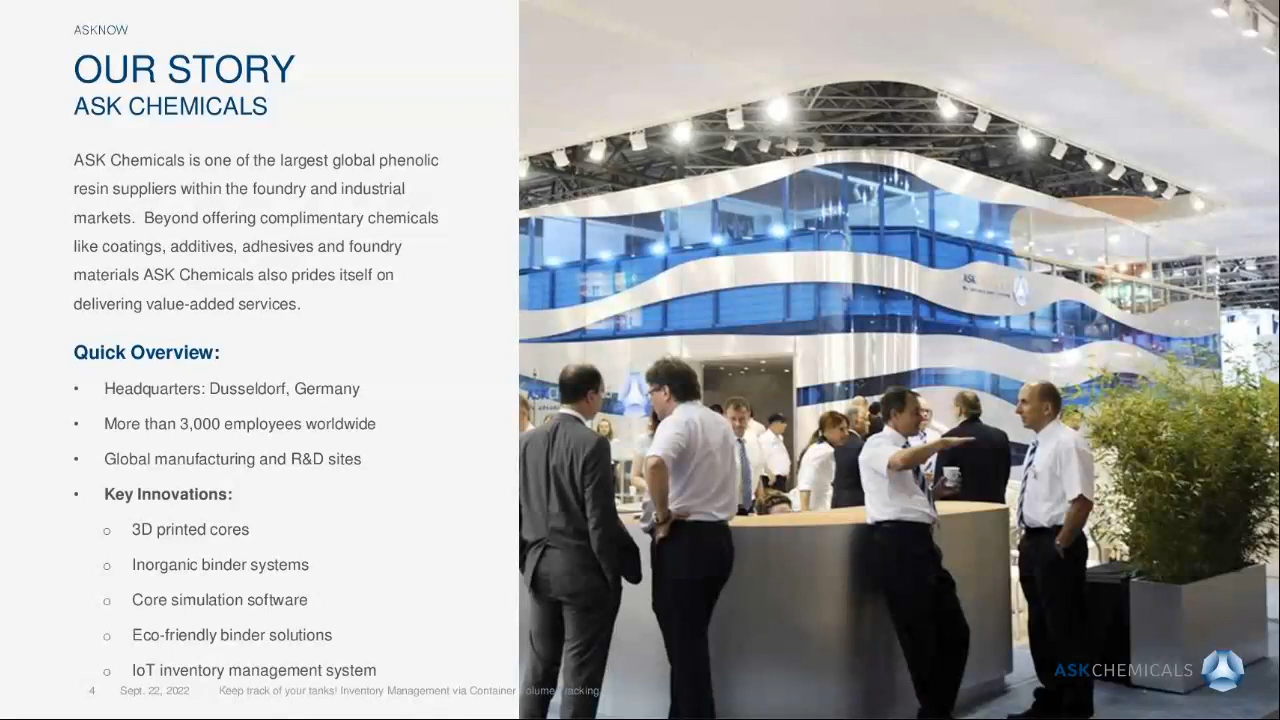 ASKNOW
OUR STORY
ASK CHEMICALS
ASK Chemicals is one of the largest global phenolic
resin suppliers within the foundry and industrial
markets. Beyond offering complimentary chemicals
like coatings, additives, adhesives and foundry
materials ASK Chemicals also prides itself on
delivering value-added services.
Quick Overview:
• Headquarters: Dusseldorf, Germany
• More than 3,000 employees worldwide
• Global manufacturing and R&D sites
• Key Innovations:
o 3D printed cores
o Inorganic binder systems
o Core simulation software
o Eco-friendly binder solutions
o IoT inventory management system
4 Sept. 22, 2022 Keep track of your tanks! Inventory Management via Container Volume Tracking
ASK
ASK
ASKCHEMICALS